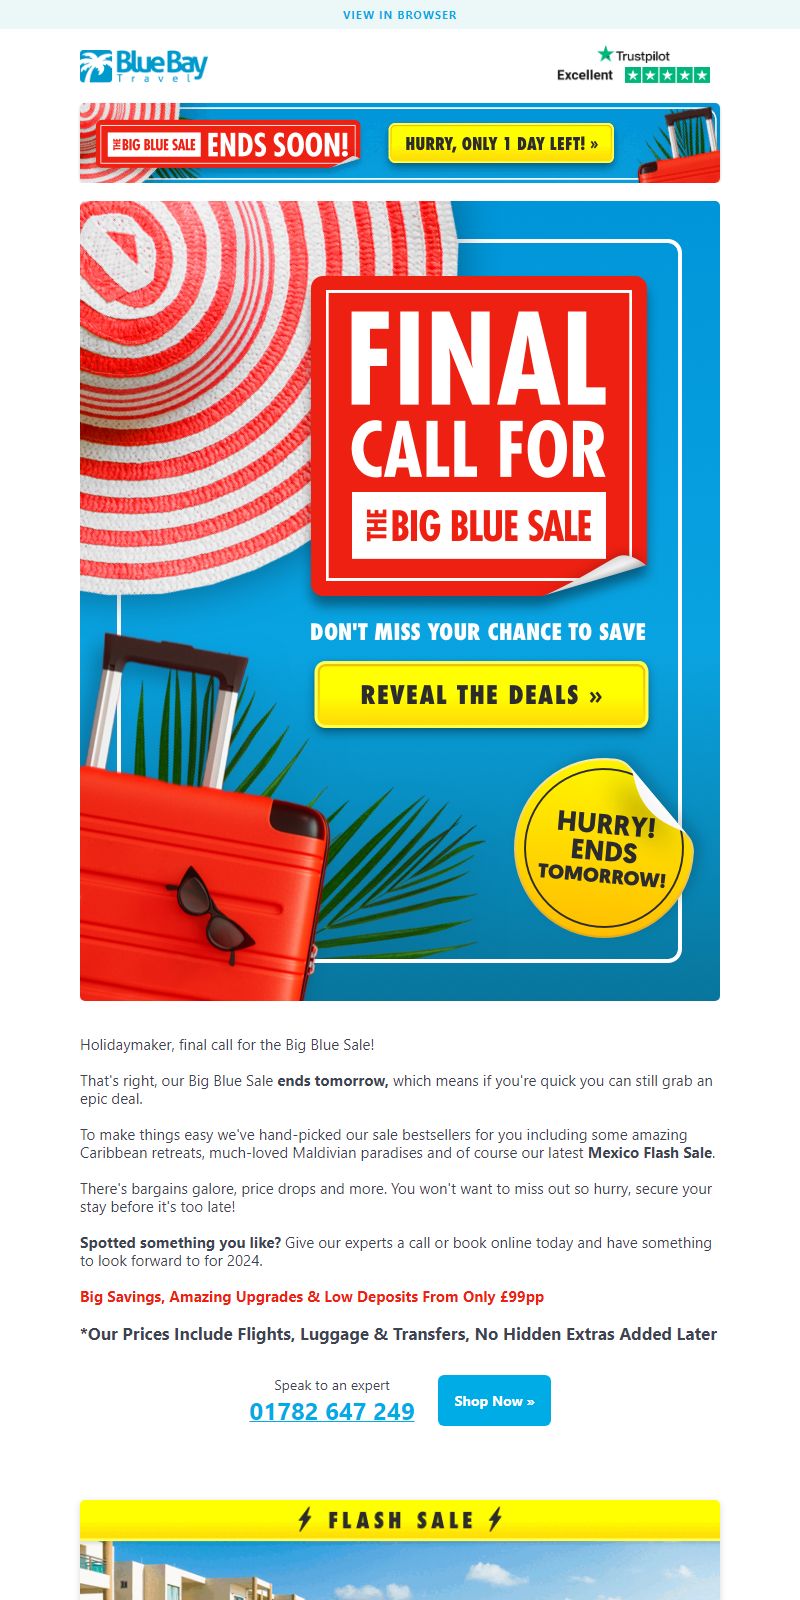 VIEW IN BROWSER
Blue Bay
Travel
Trustpilot
Excellent
THE BIG BLUE SALE ENDS SOON!
HURRY, ONLY 1 DAY LEFT! »
FINAL
CALL FOR
THE BIG BLUE SALE
DON'T MISS YOUR CHANCE TO SAVE
REVEAL THE DEALS »
HURRY!
ENDS
TOMORROW!
Holidaymaker, final call for the Big Blue Sale!
That's right, our Big Blue Sale ends tomorrow, which means if you're quick you can still grab an
epic deal.
To make things easy we've hand-picked our sale bestsellers for you including some amazing
Caribbean retreats, much-loved Maldivian paradises and of course our latest Mexico Flash Sale.
There's bargains galore, price drops and more. You won't want to miss out so hurry, secure your
stay before it's too late!
Spotted something you like? Give our experts a call or book online today and have something
to look forward to for 2024.
Big Savings, Amazing Upgrades & Low Deposits From Only £99pp
*Our Prices Include Flights, Luggage & Transfers, No Hidden Extras Added Later
Speak to an expert
01782 647 249
Shop Now »
FLASH SALE